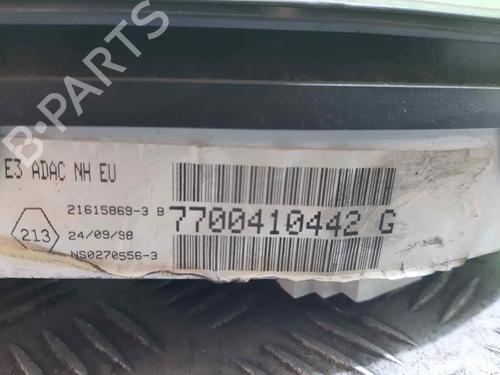 B-PARTS
E3 ADAC NH EU
21615869-3 B
7700410442 G
213
24/09/98
NS0270556-3